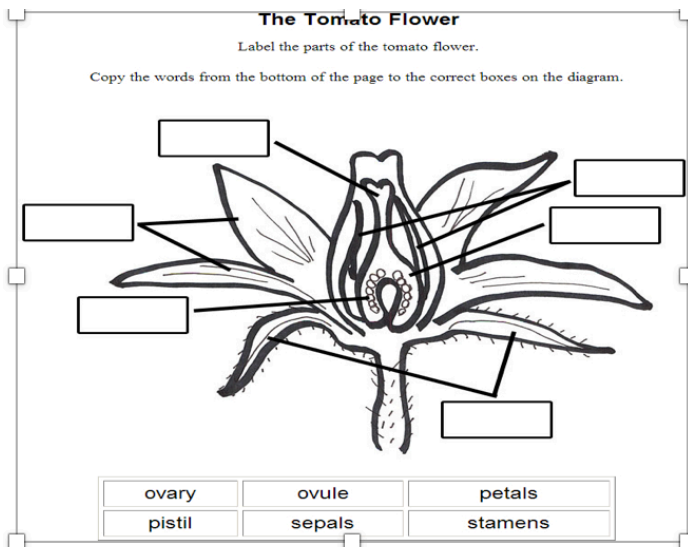 The Tomato Flower
Label the parts of the tomato flower.
Copy the words from the bottom of the page to the correct boxes on the diagram.
ovary ovule petals
pistil sepals stamens